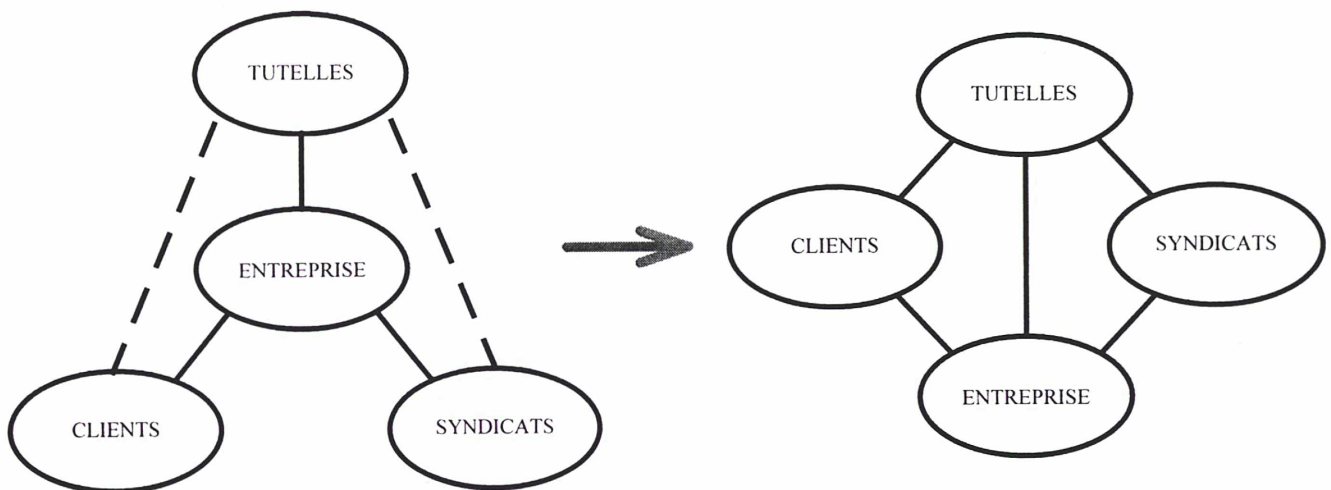 TUTELLES
ENTREPRISE
CLIENTS
SYNDICATS
TUTELLES
CLIENTS
SYNDICATS
ENTREPRISE